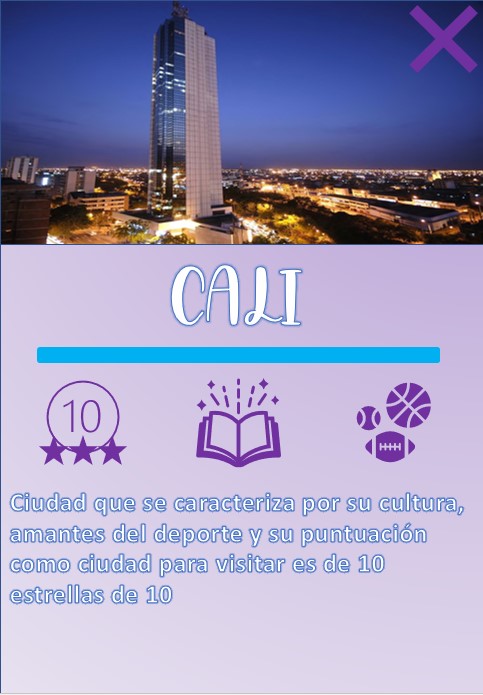 CALI
10
Ciudad que se caracteriza por su cultura,
amantes del deporte y su puntuación
como ciudad para visitar es de 10
estrellas de 10